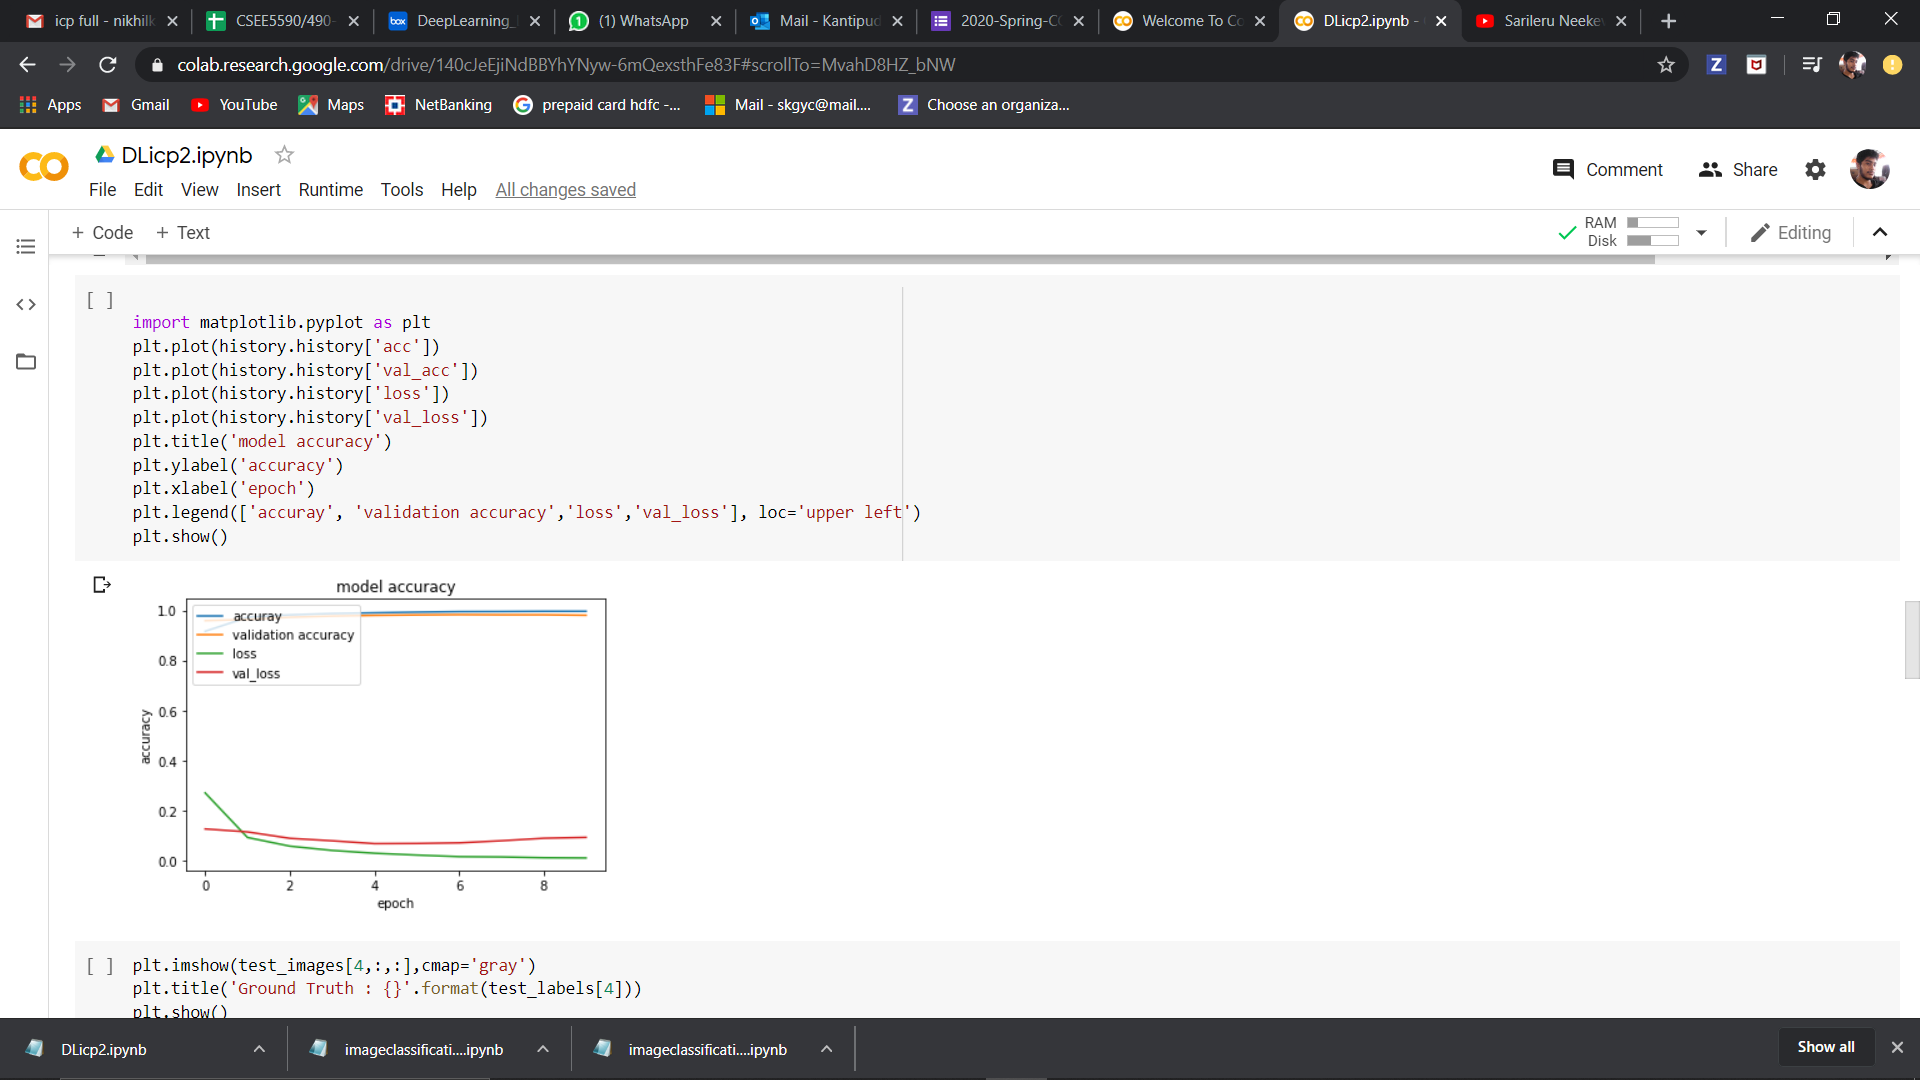 icp full - nikhilk
CSEE5590/490-
DeepLearning_
(1) WhatsApp
Mail - Kantipud
2020-Spring-C
Welcome To Co
DLicp2.ipynb -
Sarileru Neeke
colab.research.google.com/drive/140cJeEjiNdBBYhYNyw-6mQexsthFe83F#scrollTo=MvahD8HZ_bNW
Apps
Gmail
YouTube
Maps
NetBanking
prepaid card hdfc -...
Mail - skgyc@mail....
Choose an organiza...
DLicp2.ipynb
Comment
Share
File Edit View Insert Runtime Tools Help All changes saved
+ Code + Text
RAM
Disk
Editing
[ ]
import matplotlib.pyplot as plt
plt.plot(history.history['acc'])
plt.plot(history.history['val_acc'])
plt.plot(history.history['loss'])
plt.plot(history.history['val_loss'])
plt.title('model accuracy')
plt.ylabel('accuracy')
plt.xlabel('epoch')
plt.legend(['accuray', 'validation accuracy','loss','val_loss'], loc='upper left')
plt.show()
model accuracy
1.0
0.8
0.6
0.4
0.2
0.0
accuracy
accuray
validation accuracy
loss
val_loss
0 2 4 6 8
epoch
[ ] plt.imshow(test_images[4,:,:],cmap='gray')
plt.title('Ground Truth : {}'.format(test_labels[4]))
plt.show()
DLicp2.ipynb
imageclassificati....ipynb
imageclassificati....ipynb
Show all